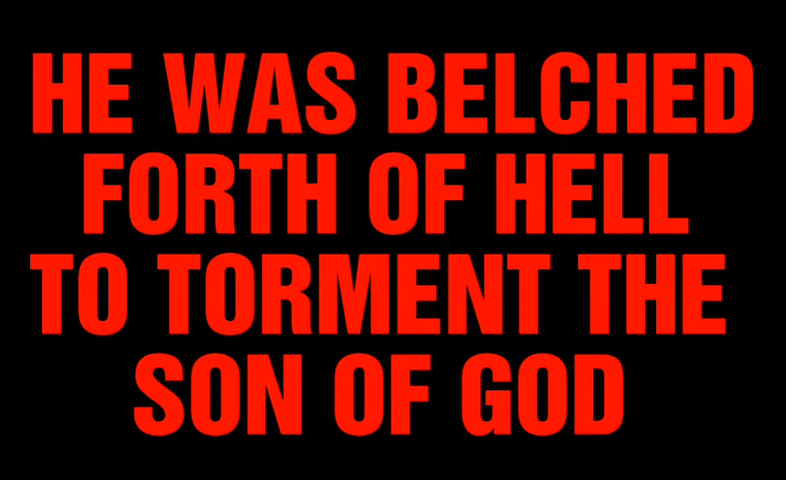 HE WAS BELCHED
FORTH OF HELL
TO TORMENT THE
SON OF GOD